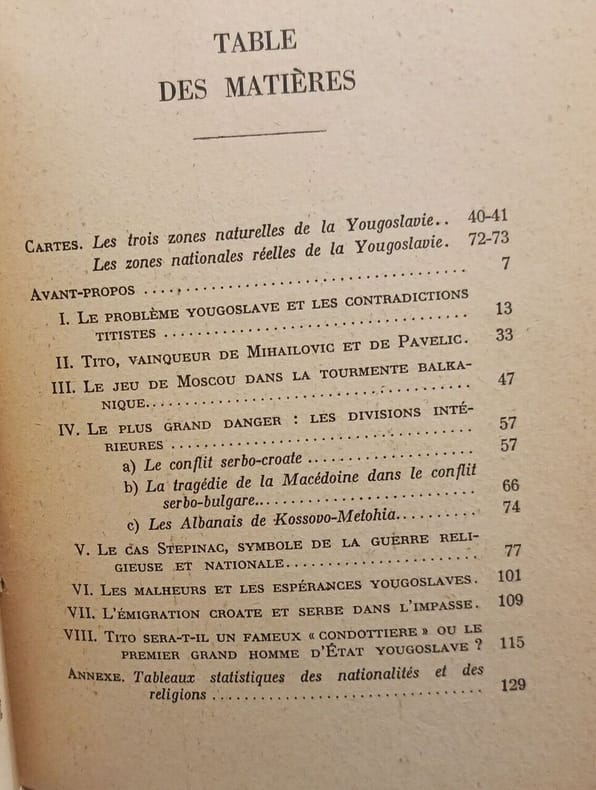 TABLE
DES MATIÈRES
CARTES. Les trois zones naturelles de la Yougoslavie.. 40-41
Les zones nationales réelles de la Yougoslavie. 72-73
AVANT-PROPOS ........................................ 7
I. LE PROBLÈME YOUGOSLAVE ET LES CONTRADICTIONS
TITISTES .................................... 13
II. TITO, VAINQUEUR DE MIHAILOVIC ET DE PAVELIC. 33
III. LE JEU DE MOSCOU DANS LA TOURMENTE BALKA-
NIQUE...................................... 47
IV. LE PLUS GRAND DANGER : LES DIVISIONS INTÉ-
RIEURES .................................... 57
a) Le conflit serbo-croate .................... 57
b) La tragédie de la Macédoine dans le conflit
serbo-bulgare............................ 66
c) Les Albanais de Kossovo-Metohia.......... 74
V. LE CAS STEPINAC, SYMBOLE DE LA GUERRE RELI-
GIEUSE ET NATIONALE........................ 77
VI. LES MALHEURS ET LES ESPÉRANCES YOUGOSLAVES. 101
VII. L'ÉMIGRATION CROATE ET SERBE DANS L'IMPASSE. 109
VIII. TITO SERA-T-IL UN FAMEUX « CONDOTTIERE » OU LE
PREMIER GRAND HOMME D'ÉTAT YOUGOSLAVE ? 115
ANNEXE. Tableaux statistiques des nationalités et des
religions .................................. 129